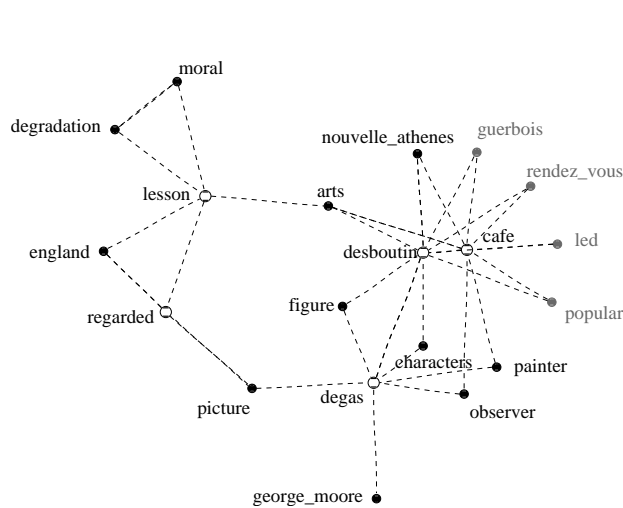 moral
degradation
nouvelle_athenes
guerbois
rendez_vous
lesson
arts
england
desboutin
cafe
led
figure
regarded
popular
characters
painter
degas
picture
observer
george_moore